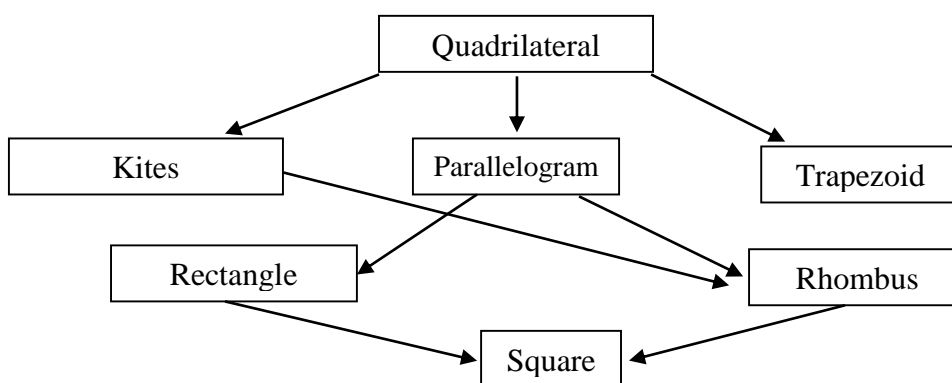 Quadrilateral
Kites
Parallelogram
Trapezoid
Rectangle
Rhombus
Square